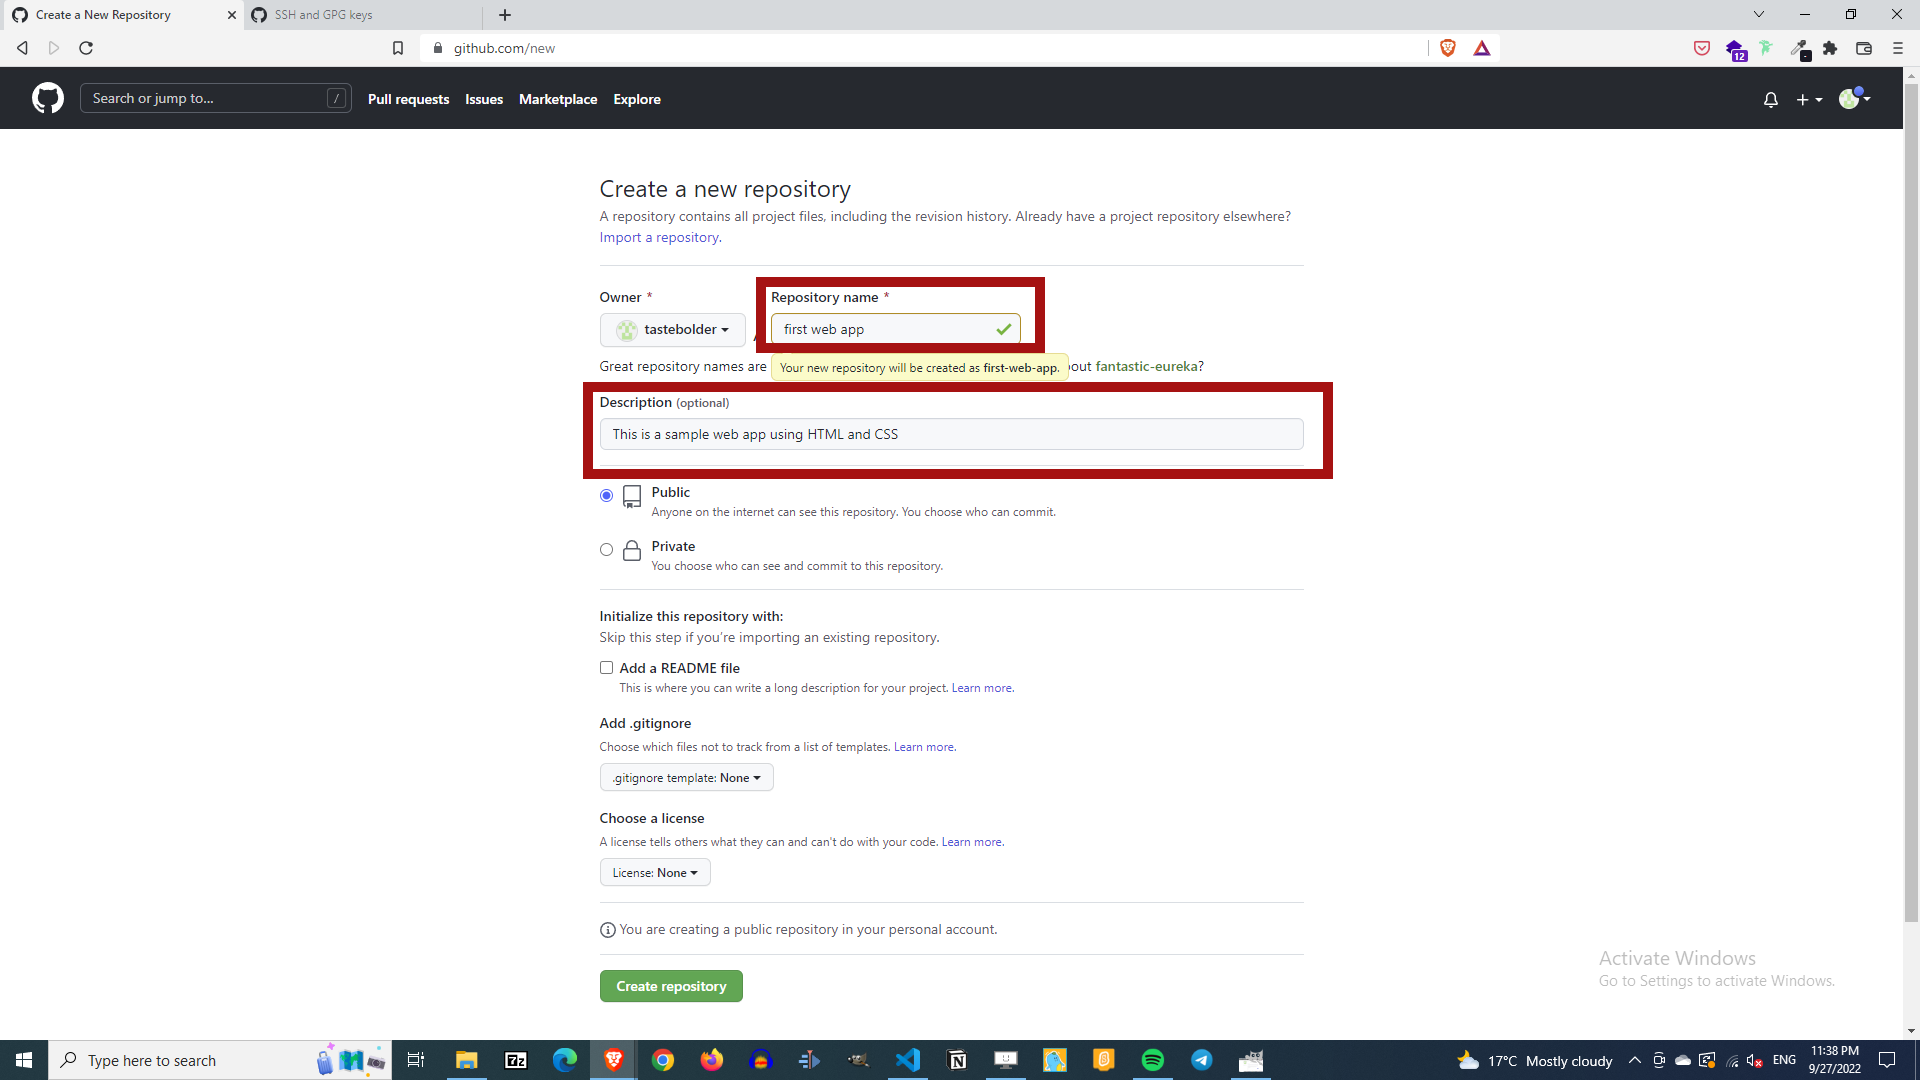 Create a New Repository
SSH and GPG keys
github.com/new
12
Search or jump to...
/
Pull requests Issues Marketplace Explore
Create a new repository
A repository contains all project files, including the revision history. Already have a project repository elsewhere?
Import a repository.
Owner *
Repository name *
tastebolder
first web app
Great repository names are
Your new repository will be created as first-web-app.
bout fantastic-eureka?
Description (optional)
This is a sample web app using HTML and CSS
Public
Anyone on the internet can see this repository. You choose who can commit.
Private
You choose who can see and commit to this repository.
Initialize this repository with:
Skip this step if you're importing an existing repository.
Add a README file
This is where you can write a long description for your project. Learn more.
Add .gitignore
Choose which files not to track from a list of templates. Learn more.
.gitignore template: None
Choose a license
A license tells others what they can and can't do with your code. Learn more.
License: None
You are creating a public repository in your personal account.
Create repository
Activate Windows
Go to Settings to activate Windows.
Type here to search
7z
17°C Mostly cloudy
ENG
11:38 PM
9/27/2022